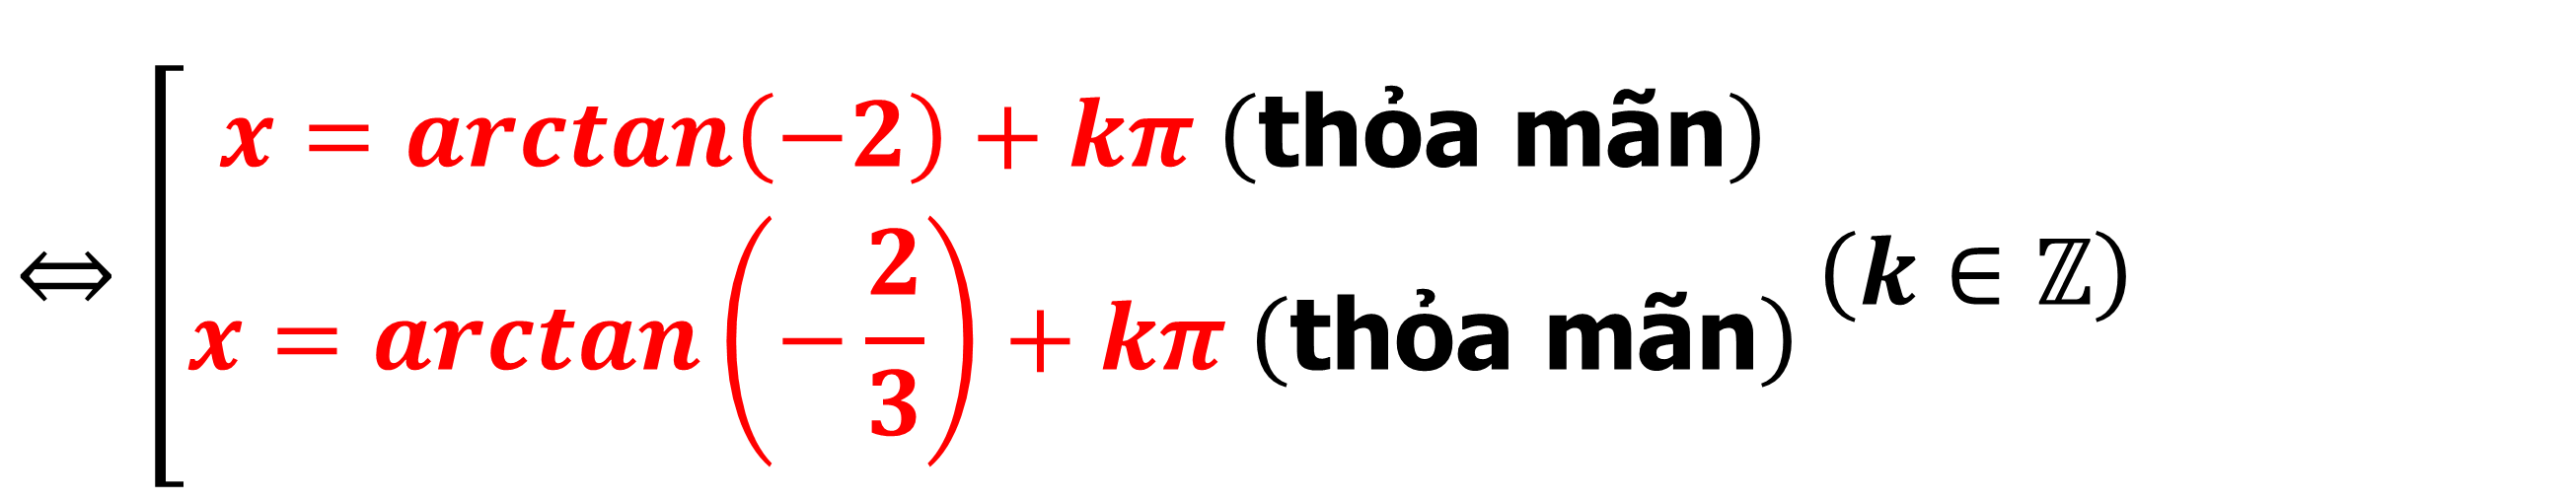 ⇔ [ x = arctan(−2) + kπ (thỏa mãn)
x = arctan(−2/3) + kπ (thỏa mãn) (k ∈ ℤ)